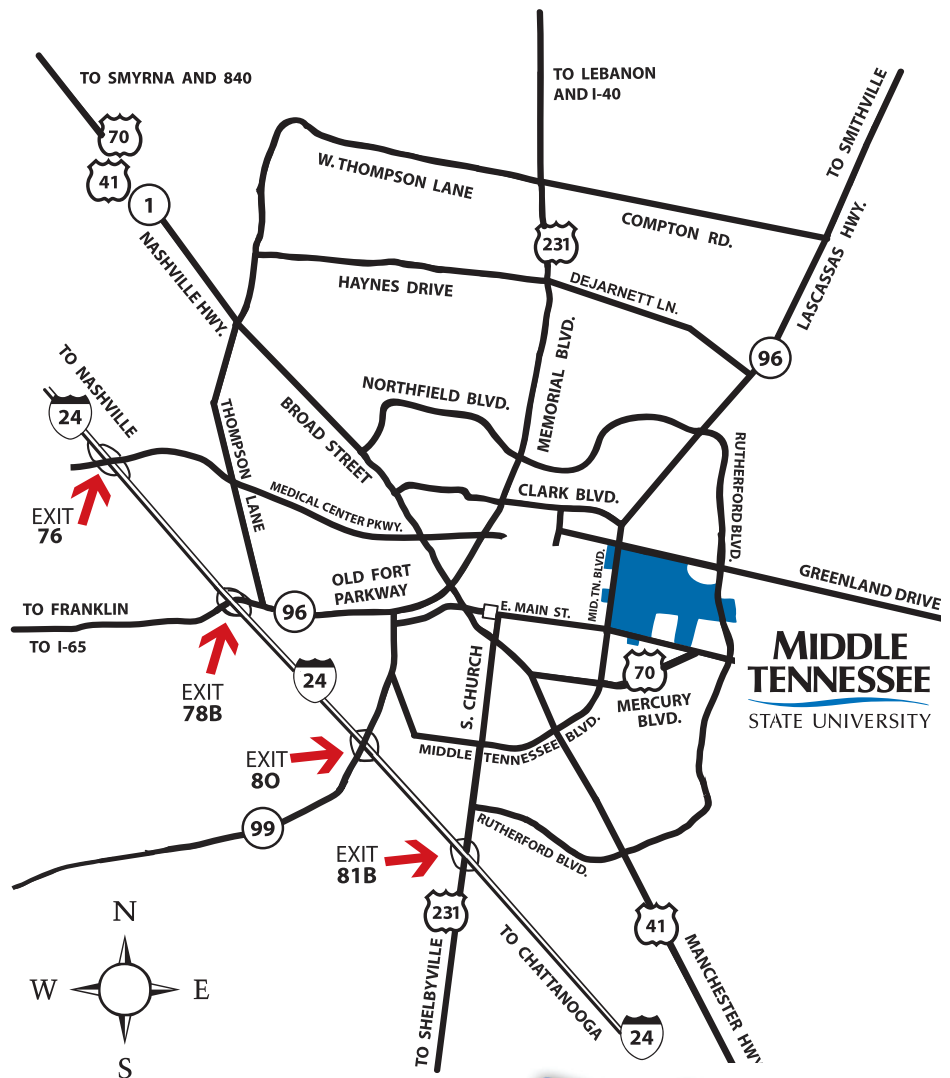 TO SMYRNA AND 840
70
41
1
NASHVILLE HWY.
TO LEBANON
AND I-40
W. THOMPSON LANE
COMPTON RD.
TO SMITHVILLE
LASCASSAS HWY.
231
HAYNES DRIVE
DEJARNETT LN.
96
MEMORIAL BLVD.
TO NASHVILLE
24
NORTHFIELD BLVD.
BROAD STREET
THOMPSON LANE
RUTHERFORD BLVD.
CLARK BLVD.
MEDICAL CENTER PKWY.
EXIT
76
MID. TN. BLVD.
GREENLAND DRIVE
OLD FORT
PARKWAY
96
E. MAIN ST.
TO FRANKLIN
TO I-65
MIDDLE
TENNESSEE
STATE UNIVERSITY
70
MERCURY
BLVD.
S. CHURCH
24
EXIT
78B
MIDDLE TENNESSEE BLVD.
EXIT
80
99
RUTHERFORD BLVD.
EXIT
81B
231
41
TO SHELBYVILLE
TO CHATTANOOGA
MANCHESTER HWY
24
N
W
E
S